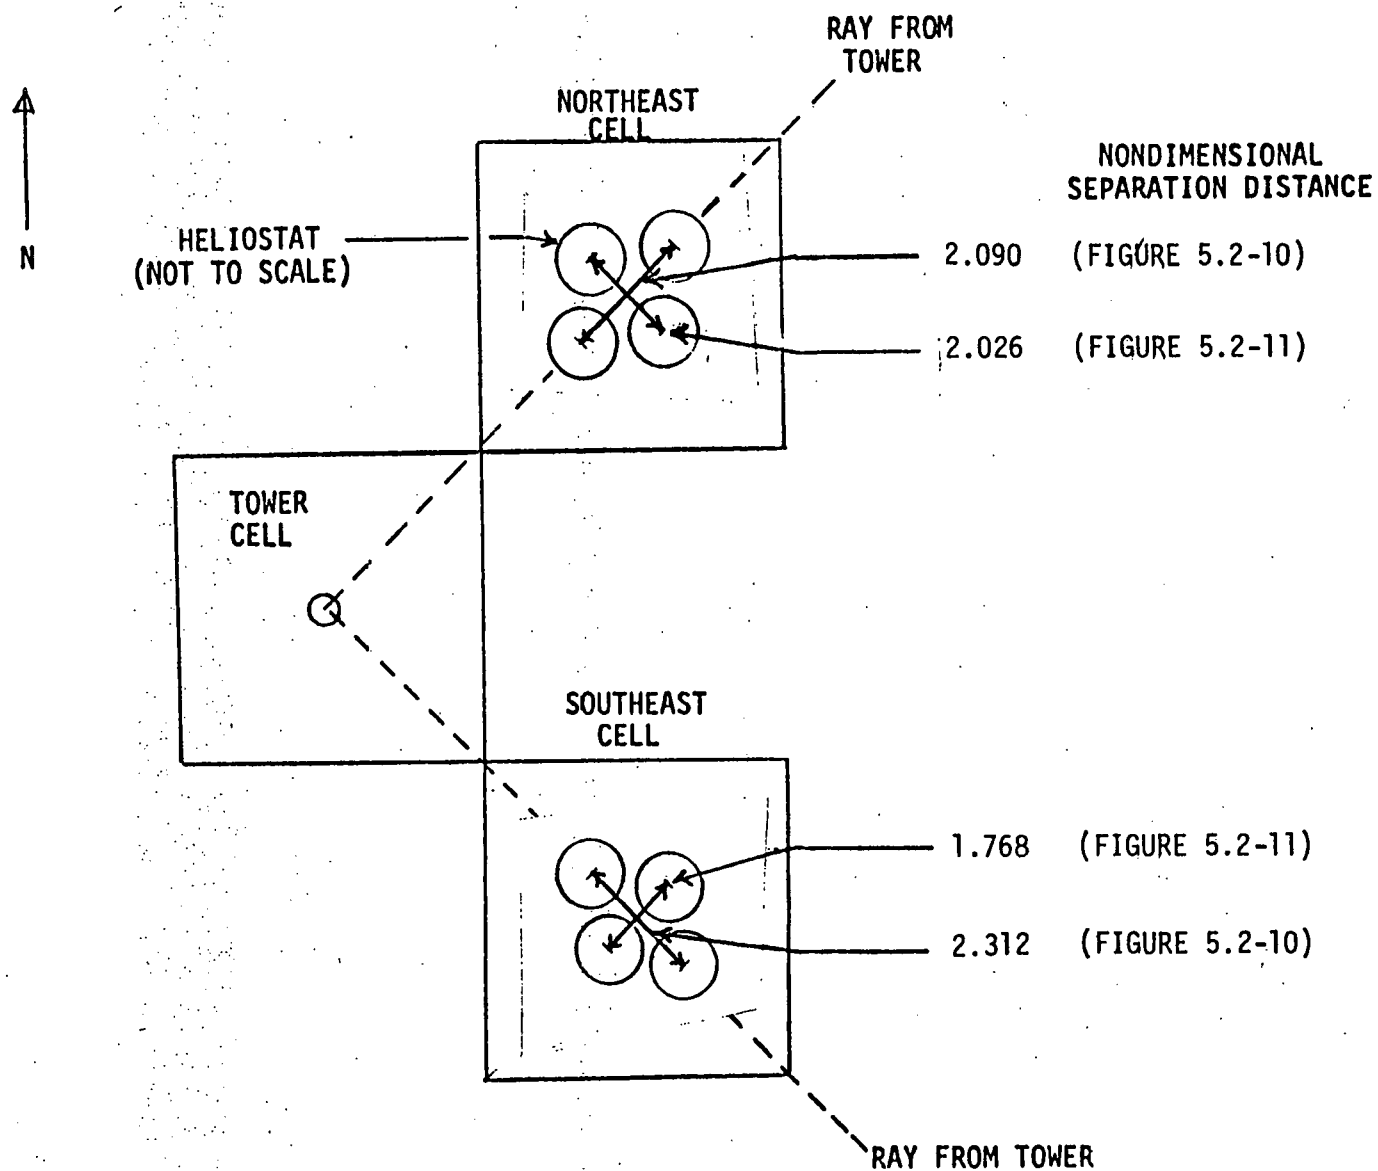 RAY FROM
TOWER
NORTHEAST
CELL
NONDIMENSIONAL
SEPARATION DISTANCE
N
HELIOSTAT
(NOT TO SCALE)
2.090 (FIGURE 5.2-10)
2.026 (FIGURE 5.2-11)
TOWER
CELL
SOUTHEAST
CELL
1.768 (FIGURE 5.2-11)
2.312 (FIGURE 5.2-10)
RAY FROM TOWER